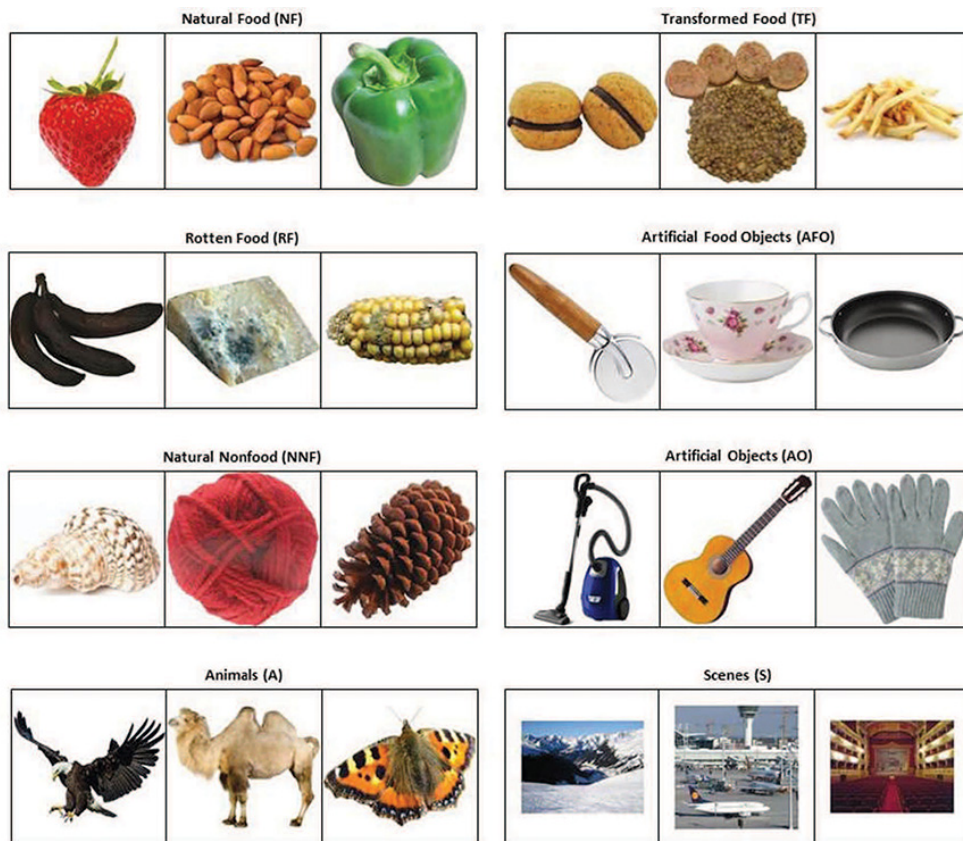 Natural Food (NF)
Transformed Food (TF)
Rotten Food (RF)
Artificial Food Objects (AFO)
Natural Nonfood (NNF)
Artificial Objects (AO)
Animals (A)
Scenes (S)